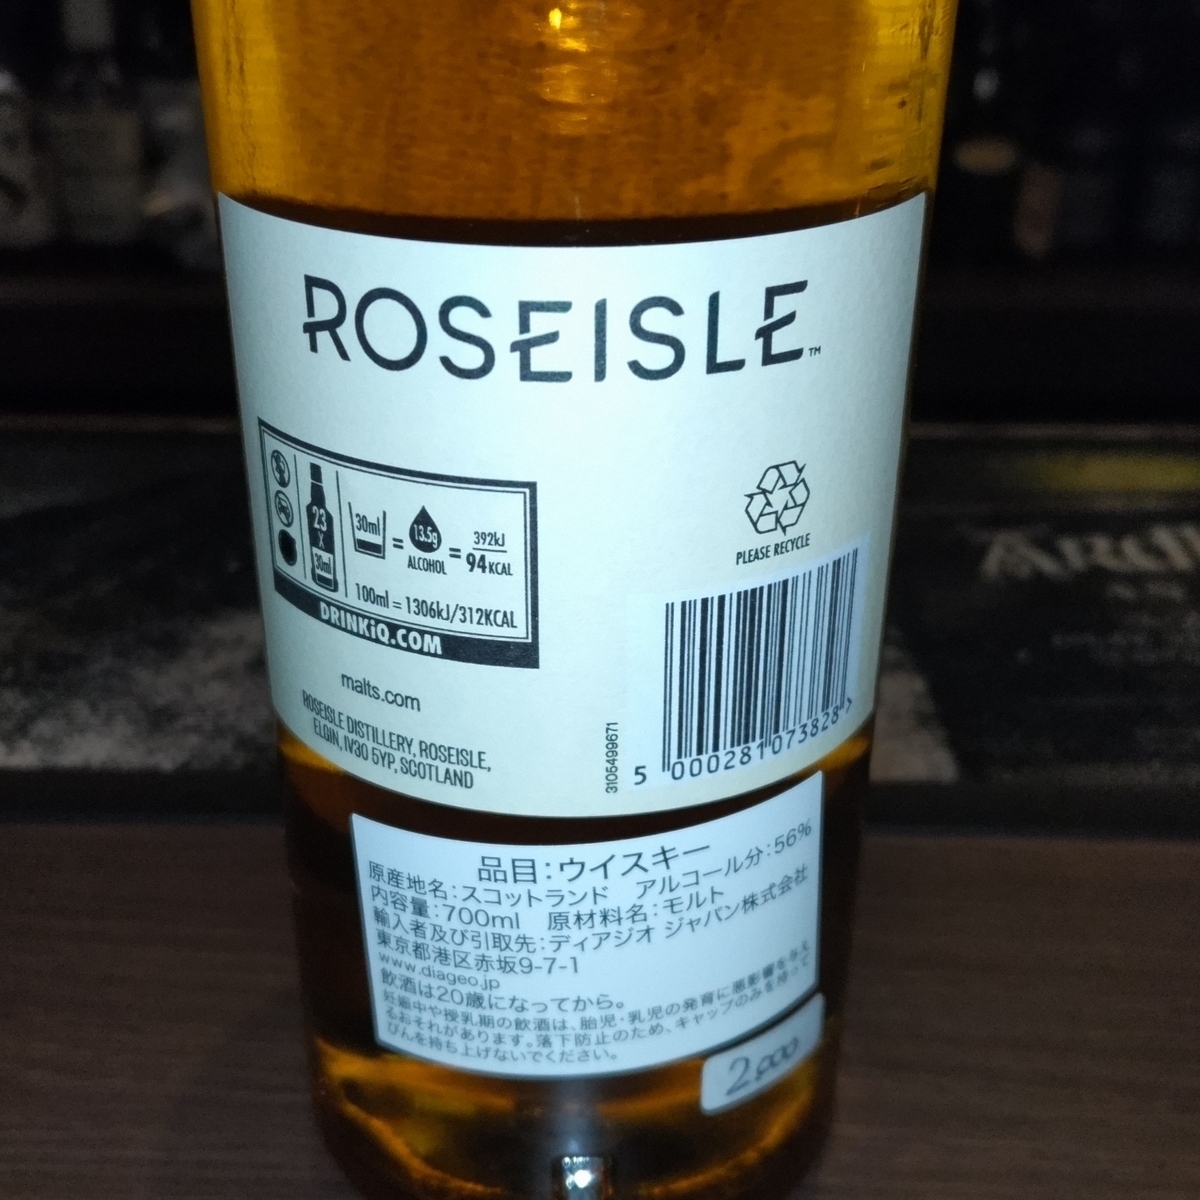 ROSEISLE™
23
X
30ml
30ml
=
13.5g
ALCOHOL
=
392kJ
94KCAL
100ml = 1306kJ/312KCAL
DRINKiQ.COM
PLEASE RECYCLE
malts.com
ROSEISLE DISTILLERY, ROSEISLE,
ELGIN, IV30 5YP, SCOTLAND
3105499671
5 000281 073828 >
品目:ウイスキー
原産地名:スコットランド アルコール分:56%
内容量:700ml 原材料名:モルト
輸入者及び引取先:ディアジオ ジャパン株式会社
東京都港区赤坂9-7-1
www.diageo.jp
飲酒は20歳になってから。
妊娠中や授乳期の飲酒は、胎児・乳児の発育に悪影響を与え
るおそれがあります。落下防止のため、キャップのみを持って
びんを持ち上げないでください。
2,000